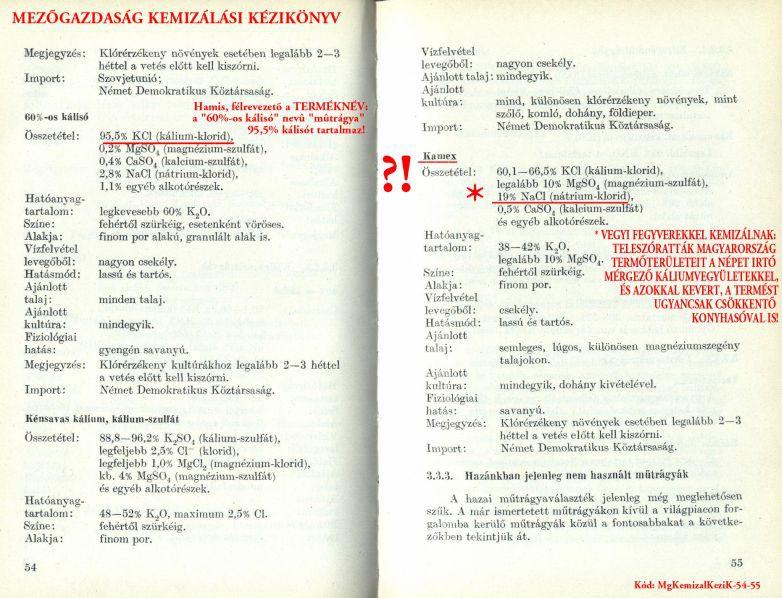 MEZŐGAZDASÁG KEMIZÁLÁSI KÉZIKÖNYV
Megjegyzés: Klórérzékeny növények esetében legalább 2—3
héttel a vetés előtt kell kiszórni.
Import: Szovjetunió;
Német Demokratikus Köztársaság.
Hamis, félrevezető a TERMÉKNÉV:
a "60%-os kálisó" nevű "műtrágya"
95,5% kálisót tartalmaz!
60%-os kálisó
Összetétel: 95,5% KCl (kálium-klorid),
0,2% MgSO₄ (magnézium-szulfát),
0,4% CaSO₄ (kalcium-szulfát),
2,8% NaCl (nátrium-klorid),
1,1% egyéb alkotórészek.
Hatóanyag-
tartalom: legkevesebb 60% K₂O.
Színe: fehértől szürkéig, esetenként vöröses.
Alakja: finom por alakú, granulált alak is.
Vízfelvétel
levegőből: nagyon csekély.
Hatásmód: lassú és tartós.
Ajánlott
talaj: minden talaj.
Ajánlott
kultúra: mindegyik.
Fiziológiai
hatás: gyengén savanyú.
Megjegyzés: Klórérzékeny kultúrákhoz legalább 2—3 héttel
a vetés előtt kell kiszórni.
Import: Német Demokratikus Köztársaság.
Kénsavas kálium, kálium-szulfát
Összetétel: 88,8—96,2% K₂SO₄ (kálium-szulfát),
legfeljebb 2,5% Cl⁻ (klorid),
legfeljebb 1,0% MgCl₂ (magnézium-klorid),
kb. 4% MgSO₄ (magnézium-szulfát)
és egyéb alkotórészek.
Hatóanyag-
tartalom: 48—52% K₂O, maximum 2,5% Cl.
Színe: fehértől szürkéig.
Alakja: finom por.
54
Vízfelvétel
levegőből: nagyon csekély.
Ajánlott talaj: mindegyik.
Ajánlott
kultúra: mind, különösen klórérzékeny növények, mint
szőlő, komló, dohány, földieper.
Import: Német Demokratikus Köztársaság.
?!
Kamex
Összetétel: 60,1—66,5% KCl (kálium-klorid),
legalább 10% MgSO₄ (magnézium-szulfát),
* 19% NaCl (nátrium-klorid),
0,5% CaSO₄ (kalcium-szulfát)
és egyéb alkotórészek.
* VEGYI FEGYVEREKKEL KEMIZÁLNAK:
TELESZÓRATTÁK MAGYARORSZÁG
TERMŐTERÜLETEIT A NÉPET IRTÓ
MÉRGEZŐ KÁLIUMVEGYÜLETEKKEL,
ÉS AZOKKAL KEVERT, A TERMÉST
UGYANCSAK CSÖKKENTŐ
KONYHASÓVAL IS!
Hatóanyag-
tartalom: 38—42% K₂O,
legalább 10% MgSO₄.
Színe: fehértől szürkéig.
Alakja: finom por.
Vízfelvétel
levegőből: csekély.
Hatásmód: lassú és tartós.
Ajánlott
talaj: semleges, lúgos, különösen magnéziumszegény
talajokon.
Ajánlott
kultúra: mindegyik, dohány kivételével.
Fiziológiai
hatás: savanyú.
Megjegyzés: Klórérzékeny növények esetében legalább 2—3
héttel a vetés előtt kell kiszórni.
Import: Német Demokratikus Köztársaság.
3.3.3. Hazánkban jelenleg nem használt műtrágyák
A hazai műtrágyaválaszték jelenleg még meglehetősen
szűk. A már ismertetett műtrágyákon kívül a világpiacon for-
galomba kerülő műtrágyák közül a fontosabbakat a követke-
zőkben tekintjük át.
55
Kód: MgKemizalKeziK-54-55